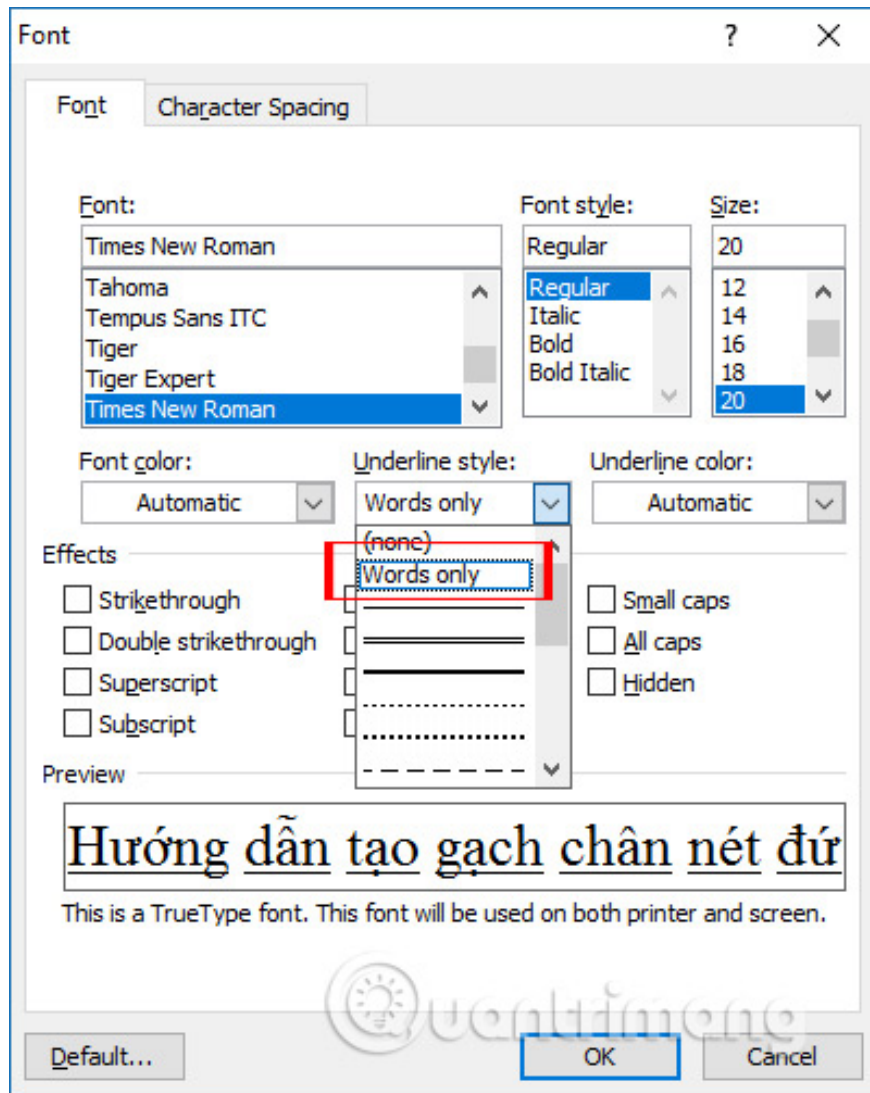 Font ?
Font Character Spacing
Font: Font style: Size:
Times New Roman Regular 20
Tahoma Regular 12
Tempus Sans ITC Italic 14
Tiger Bold 16
Tiger Expert Bold Italic 18
Times New Roman 20
Font color: Underline style: Underline color:
Automatic Words only Automatic
(none)
Effects
Words only
Strikethrough Small caps
Double strikethrough All caps
Superscript Hidden
Subscript
Preview
Hướng dẫn tạo gạch chân nét đứ
This is a TrueType font. This font will be used on both printer and screen.
Quantrimang
Default... OK Cancel